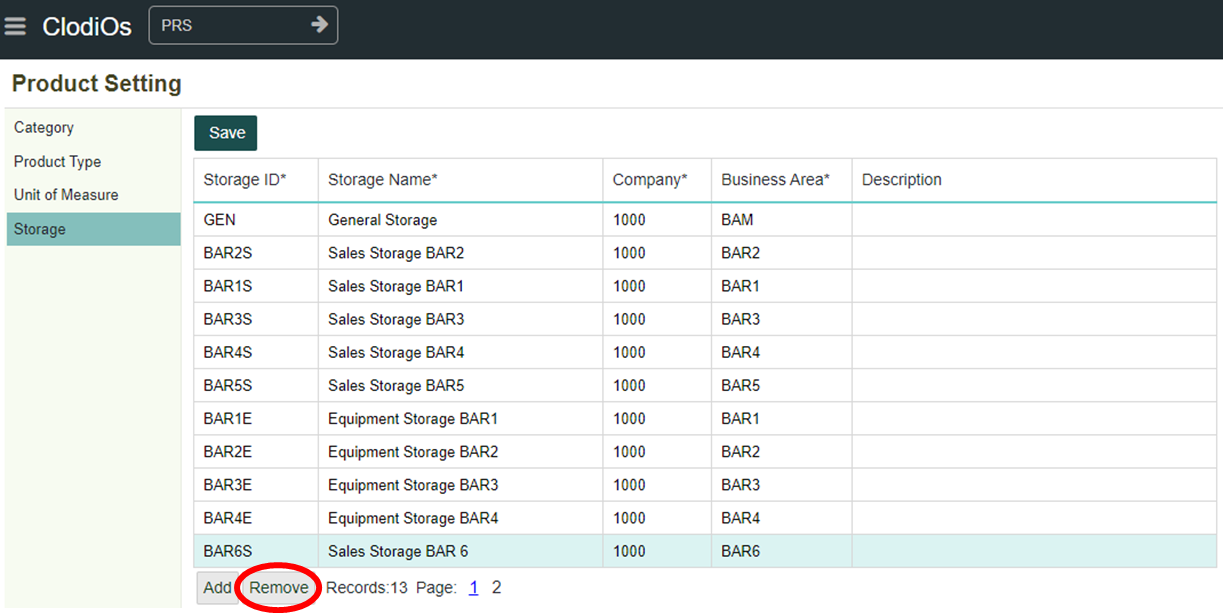 ClodiOs PRS
Product Setting
Category
Product Type
Unit of Measure
Storage
Save
Storage ID* Storage Name* Company* Business Area* Description
GEN General Storage 1000 BAM
BAR2S Sales Storage BAR2 1000 BAR2
BAR1S Sales Storage BAR1 1000 BAR1
BAR3S Sales Storage BAR3 1000 BAR3
BAR4S Sales Storage BAR4 1000 BAR4
BAR5S Sales Storage BAR5 1000 BAR5
BAR1E Equipment Storage BAR1 1000 BAR1
BAR2E Equipment Storage BAR2 1000 BAR2
BAR3E Equipment Storage BAR3 1000 BAR3
BAR4E Equipment Storage BAR4 1000 BAR4
BAR6S Sales Storage BAR 6 1000 BAR6
Add Remove Records:13 Page: 1 2